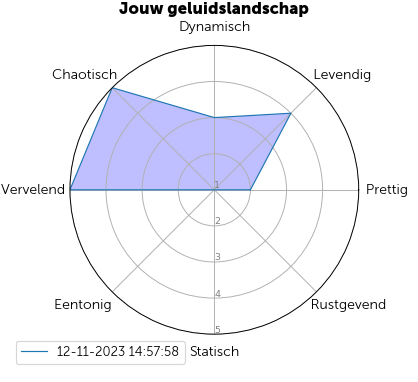 Jouw geluidslandschap
Dynamisch
Chaotisch
Levendig
Vervelend
1
Prettig
2
3
4
Eentonig
Rustgevend
5
12-11-2023 14:57:58
Statisch